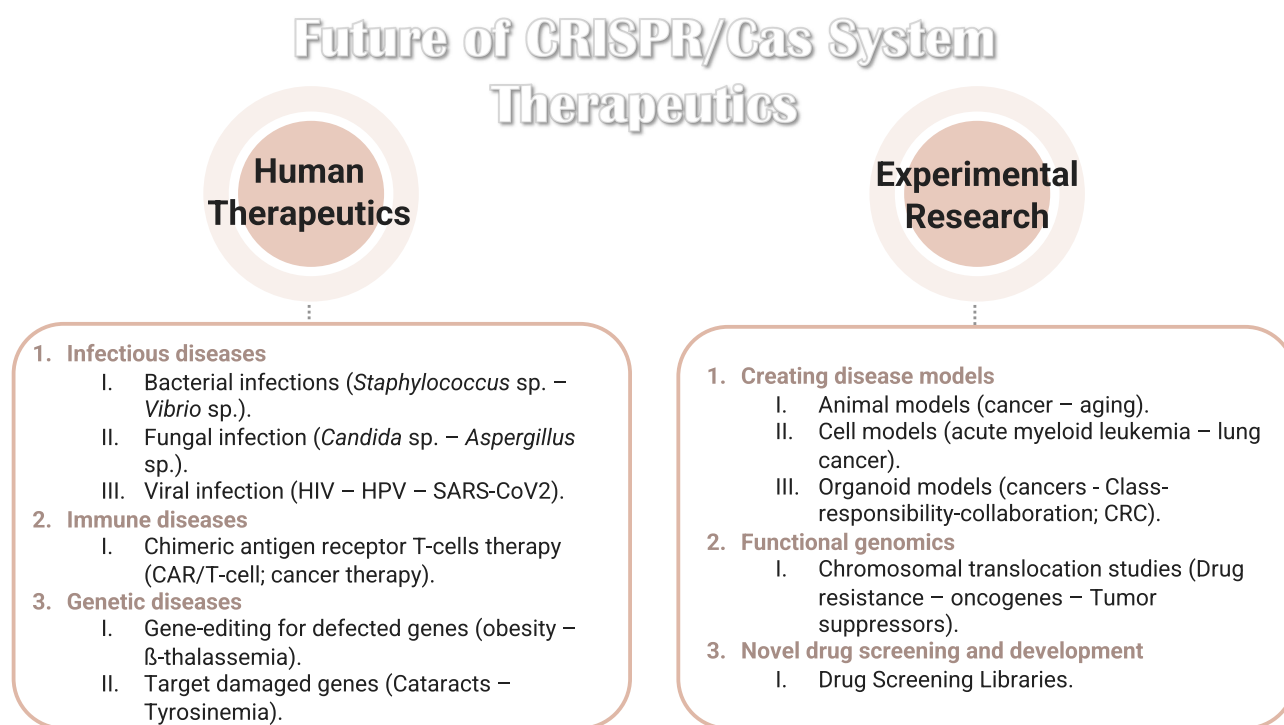 Future of CRISPR/Cas System
Therapeutics
Human
Therapeutics
1. Infectious diseases
I. Bacterial infections (Staphylococcus sp. –
Vibrio sp.).
II. Fungal infection (Candida sp. – Aspergillus
sp.).
III. Viral infection (HIV – HPV – SARS-CoV2).
2. Immune diseases
I. Chimeric antigen receptor T-cells therapy
(CAR/T-cell; cancer therapy).
3. Genetic diseases
I. Gene-editing for defected genes (obesity –
ß-thalassemia).
II. Target damaged genes (Cataracts –
Tyrosinemia).
Experimental
Research
1. Creating disease models
I. Animal models (cancer – aging).
II. Cell models (acute myeloid leukemia – lung
cancer).
III. Organoid models (cancers - Class-
responsibility-collaboration; CRC).
2. Functional genomics
I. Chromosomal translocation studies (Drug
resistance – oncogenes – Tumor
suppressors).
3. Novel drug screening and development
I. Drug Screening Libraries.